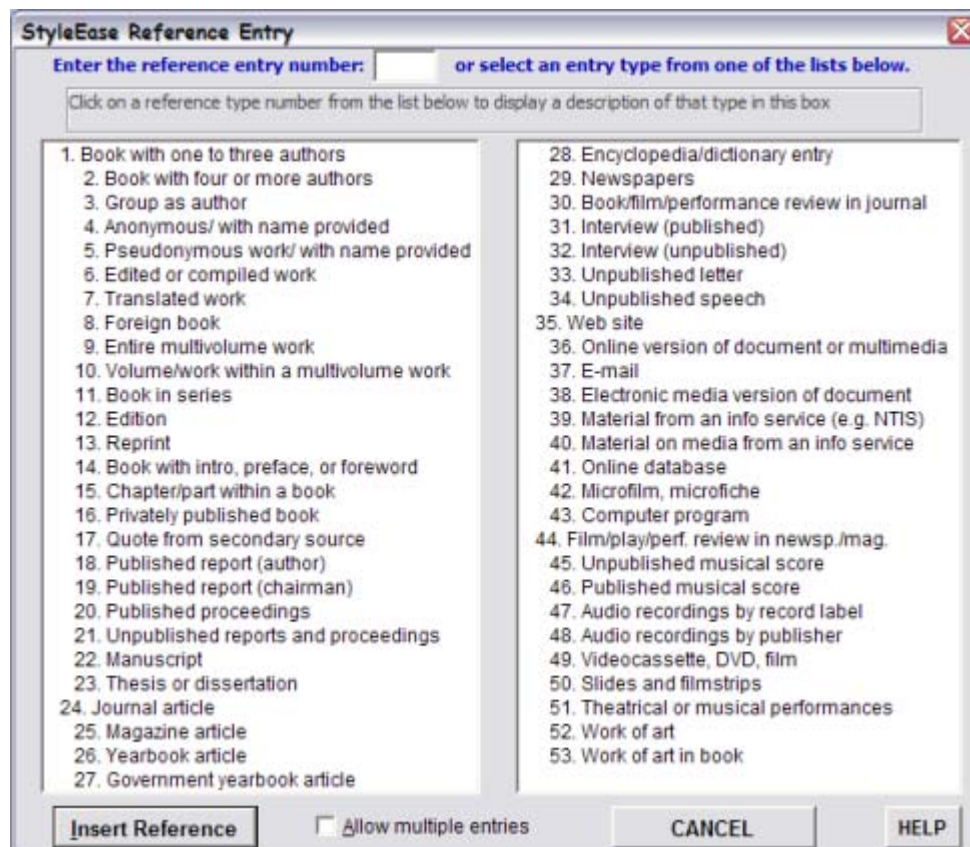 StyleEase Reference Entry
Enter the reference entry number: or select an entry type from one of the lists below.
Click on a reference type number from the list below to display a description of that type in this box
1. Book with one to three authors
2. Book with four or more authors
3. Group as author
4. Anonymous/ with name provided
5. Pseudonymous work/ with name provided
6. Edited or compiled work
7. Translated work
8. Foreign book
9. Entire multivolume work
10. Volume/work within a multivolume work
11. Book in series
12. Edition
13. Reprint
14. Book with intro, preface, or foreword
15. Chapter/part within a book
16. Privately published book
17. Quote from secondary source
18. Published report (author)
19. Published report (chairman)
20. Published proceedings
21. Unpublished reports and proceedings
22. Manuscript
23. Thesis or dissertation
24. Journal article
25. Magazine article
26. Yearbook article
27. Government yearbook article
28. Encyclopedia/dictionary entry
29. Newspapers
30. Book/film/performance review in journal
31. Interview (published)
32. Interview (unpublished)
33. Unpublished letter
34. Unpublished speech
35. Web site
36. Online version of document or multimedia
37. E-mail
38. Electronic media version of document
39. Material from an info service (e.g. NTIS)
40. Material on media from an info service
41. Online database
42. Microfilm, microfiche
43. Computer program
44. Film/play/perf. review in newsp./mag.
45. Unpublished musical score
46. Published musical score
47. Audio recordings by record label
48. Audio recordings by publisher
49. Videocassette, DVD, film
50. Slides and filmstrips
51. Theatrical or musical performances
52. Work of art
53. Work of art in book
Insert Reference Allow multiple entries CANCEL HELP